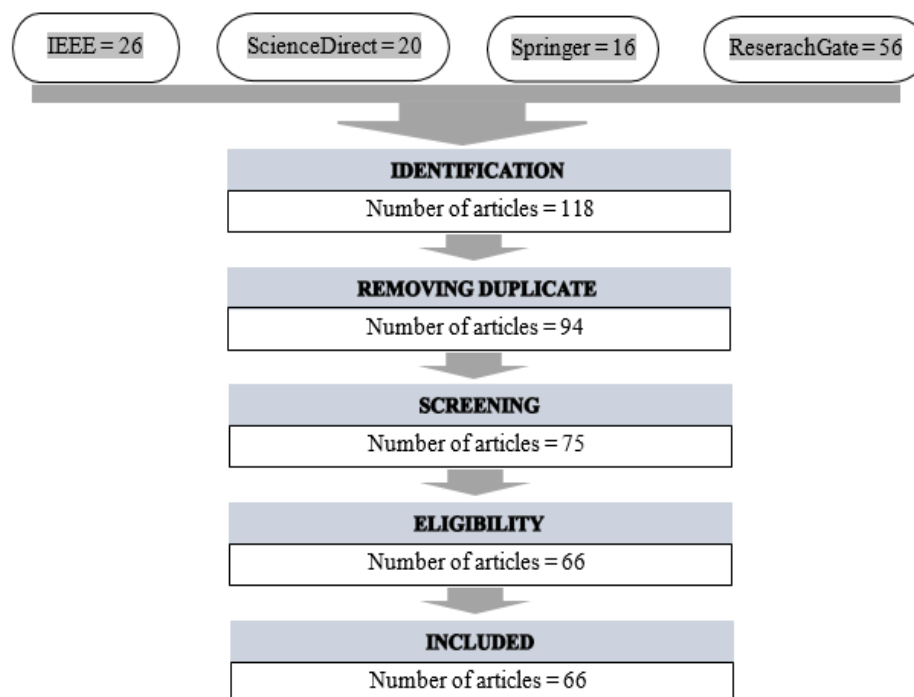 IEEE = 26
ScienceDirect = 20
Springer = 16
ReserachGate = 56
IDENTIFICATION
Number of articles = 118
REMOVING DUPLICATE
Number of articles = 94
SCREENING
Number of articles = 75
ELIGIBILITY
Number of articles = 66
INCLUDED
Number of articles = 66